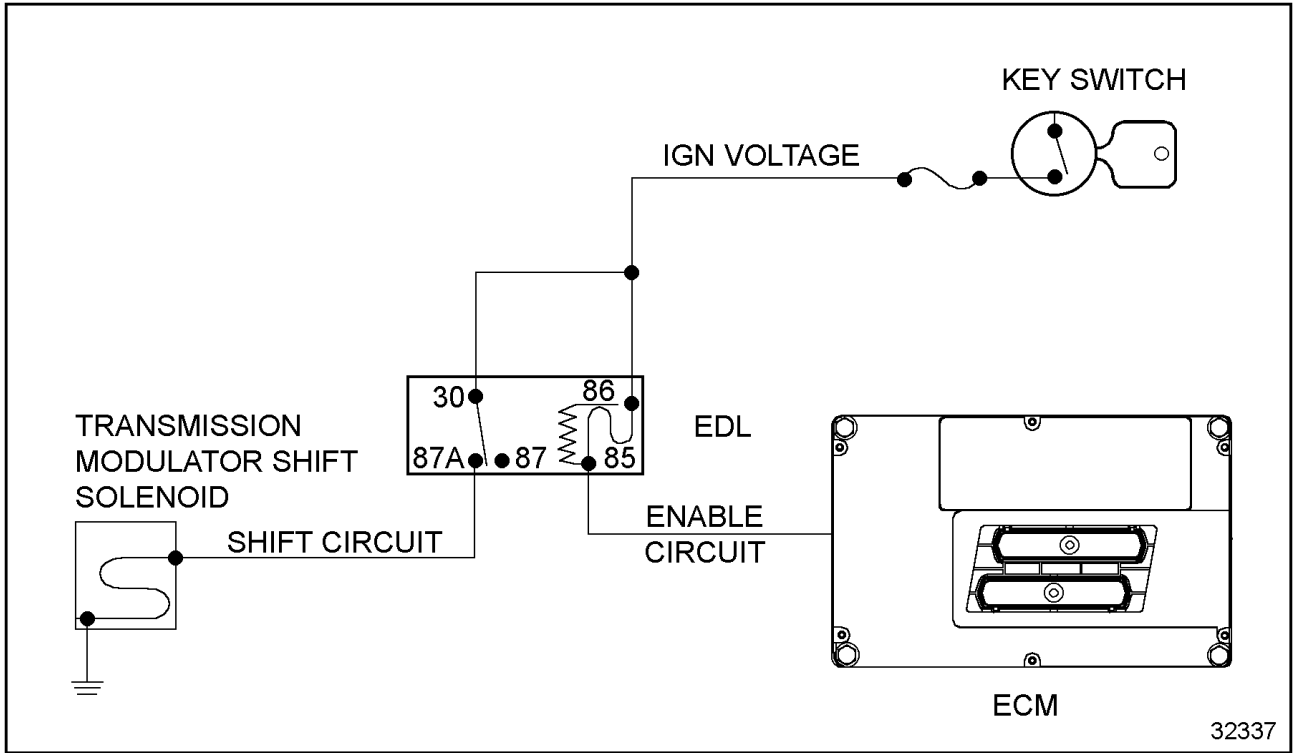 KEY SWITCH
IGN VOLTAGE
30
86
87A
87
85
EDL
TRANSMISSION
MODULATOR SHIFT
SOLENOID
SHIFT CIRCUIT
ENABLE
CIRCUIT
ECM
32337